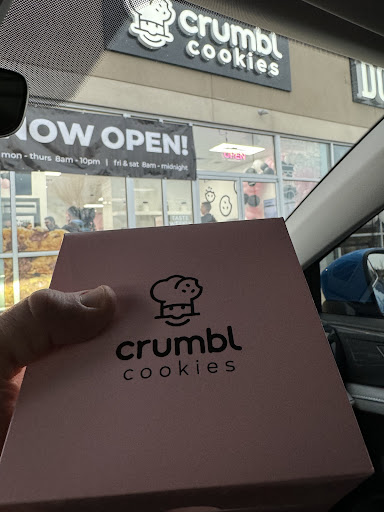 crumbl
cookies
NOW OPEN!
mon - thurs 8am - 10pm | fri & sat 8am - midnight
OPEN
crumbl
cookies